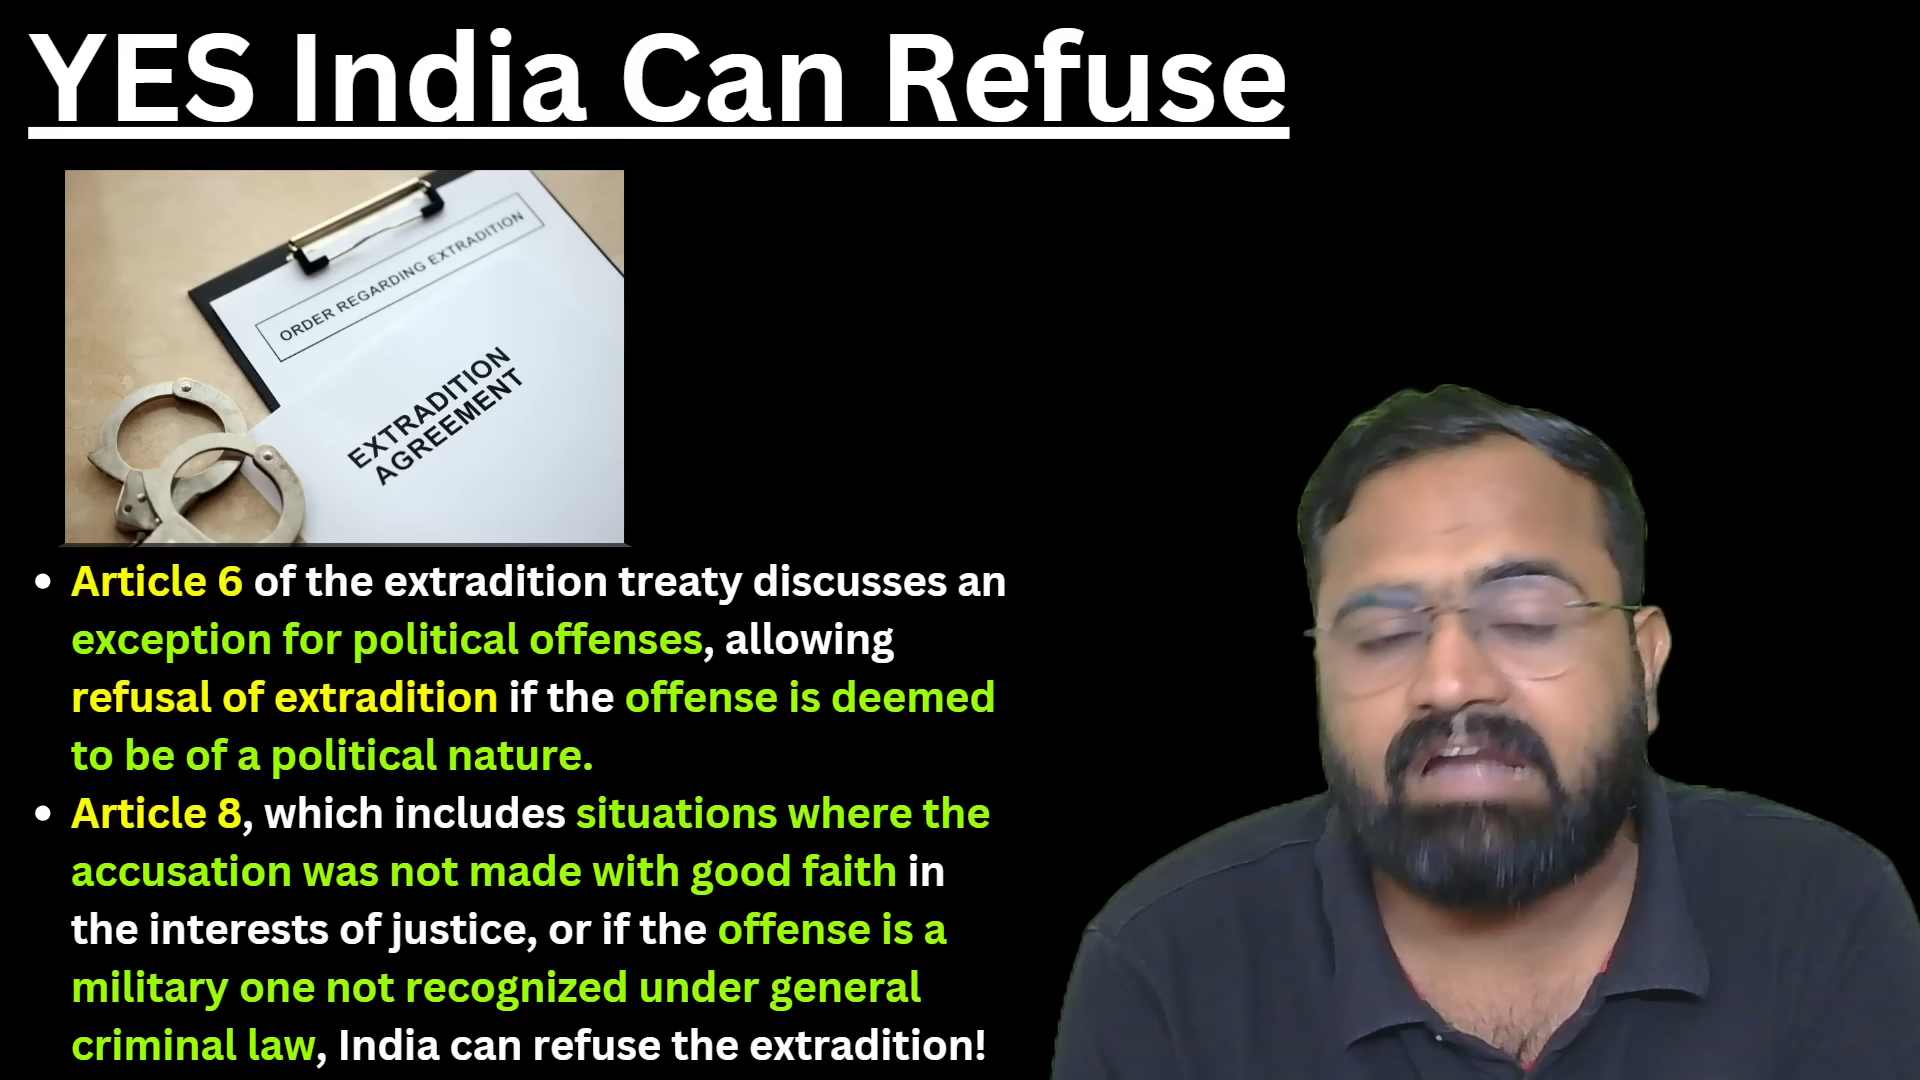 YES India Can Refuse
ORDER REGARDING EXTRADITION
EXTRADITION
AGREEMENT
• Article 6 of the extradition treaty discusses an
exception for political offenses, allowing
refusal of extradition if the offense is deemed
to be of a political nature.
• Article 8, which includes situations where the
accusation was not made with good faith in
the interests of justice, or if the offense is a
military one not recognized under general
criminal law, India can refuse the extradition!